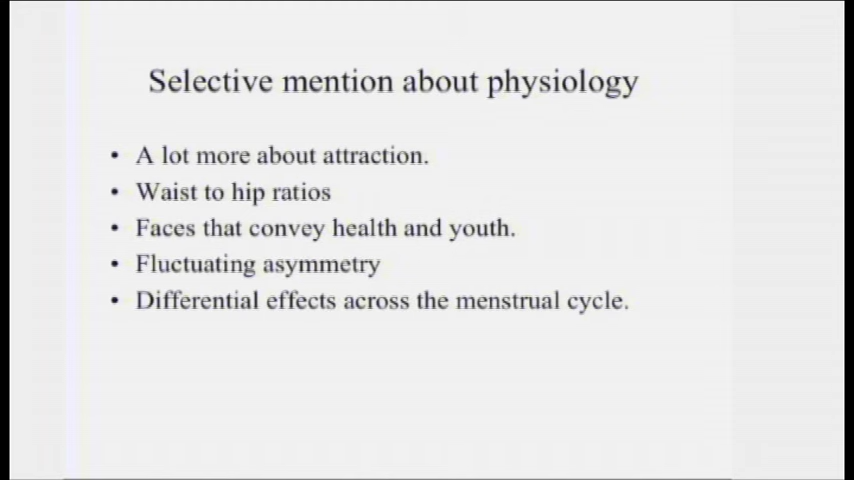 Selective mention about physiology
• A lot more about attraction.
• Waist to hip ratios
• Faces that convey health and youth.
• Fluctuating asymmetry
• Differential effects across the menstrual cycle.